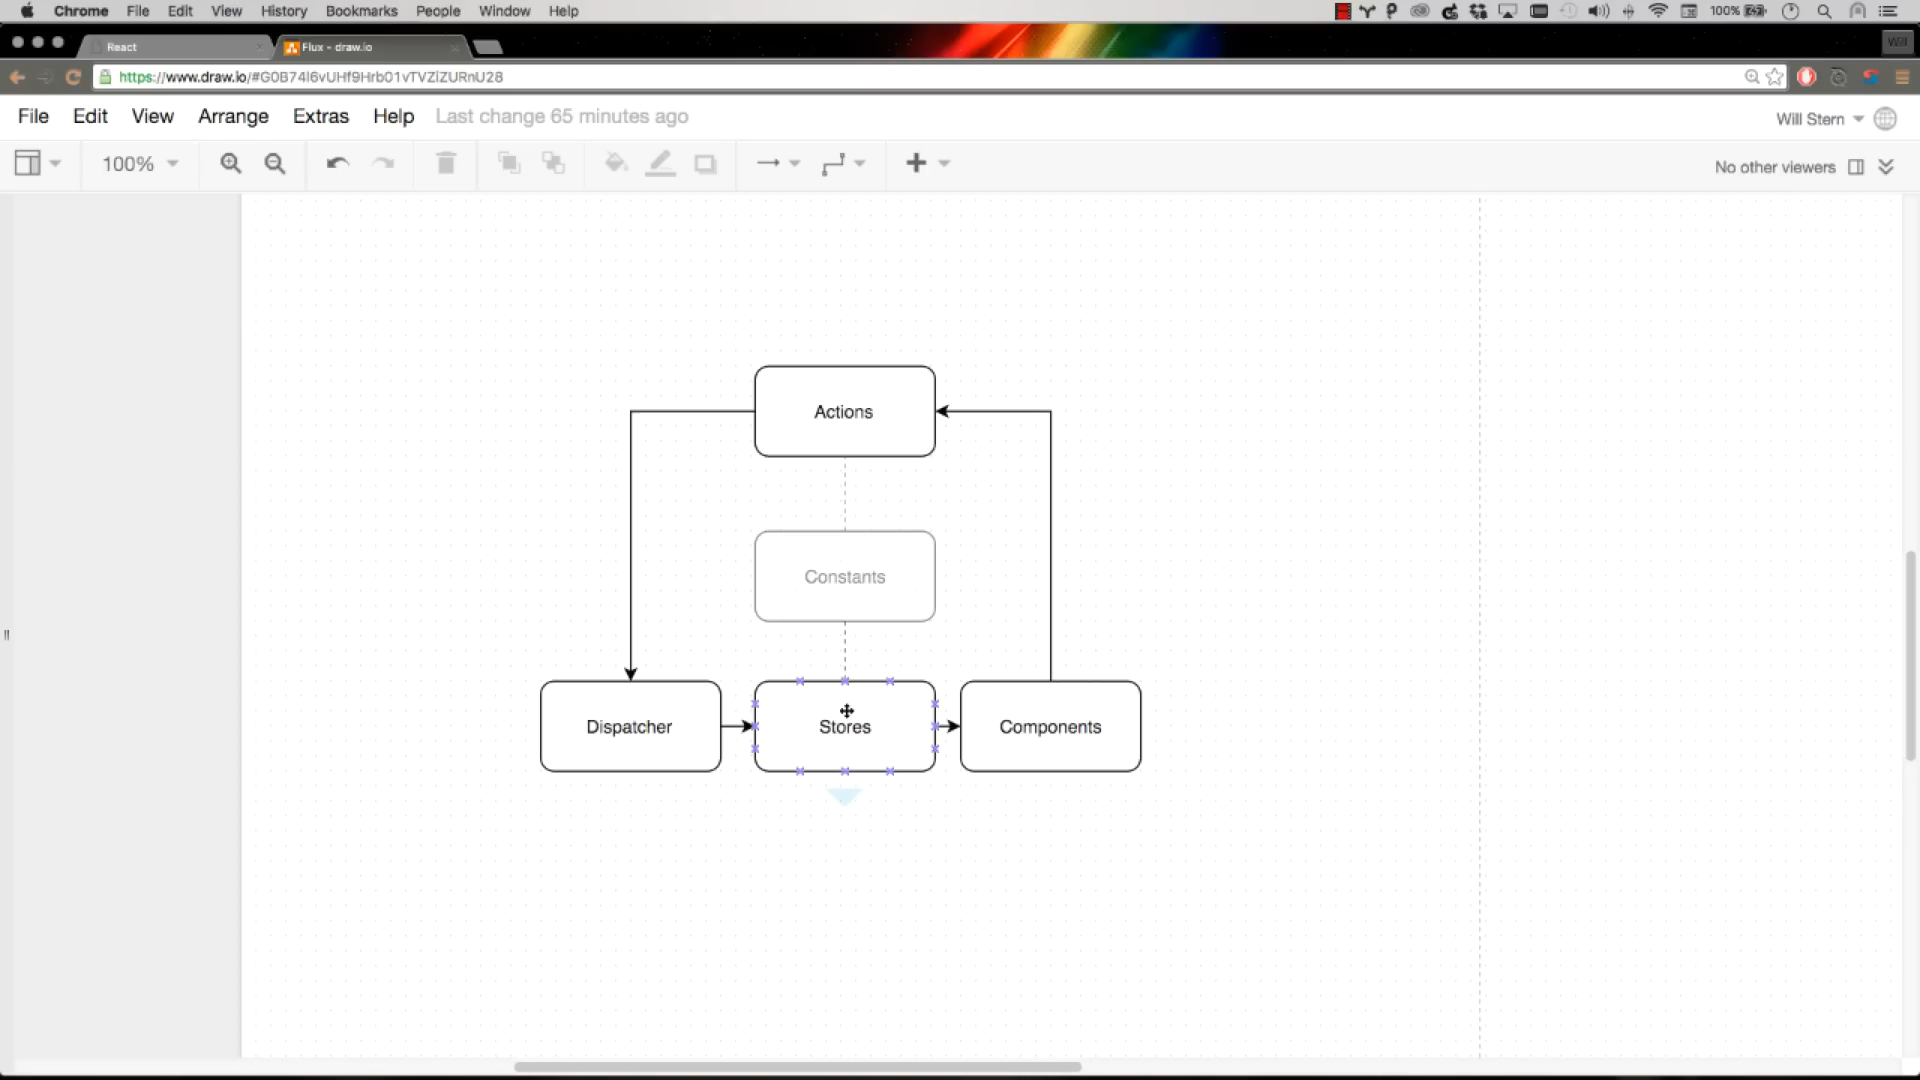 Chrome File Edit View History Bookmarks People Window Help 100%
React Flux - draw.io Will
https://www.draw.io/#G0B74l6vUHf9Hrb01vTVZiZURnU28
File Edit View Arrange Extras Help Last change 65 minutes ago Will Stern
100% No other viewers
Actions
Constants
Dispatcher Stores Components